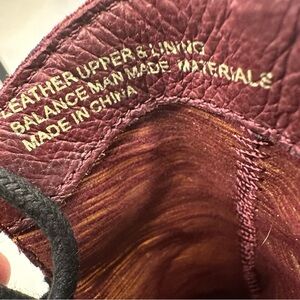 LEATHER UPPER & LINING
BALANCE MAN MADE MATERIALS
MADE IN CHINA